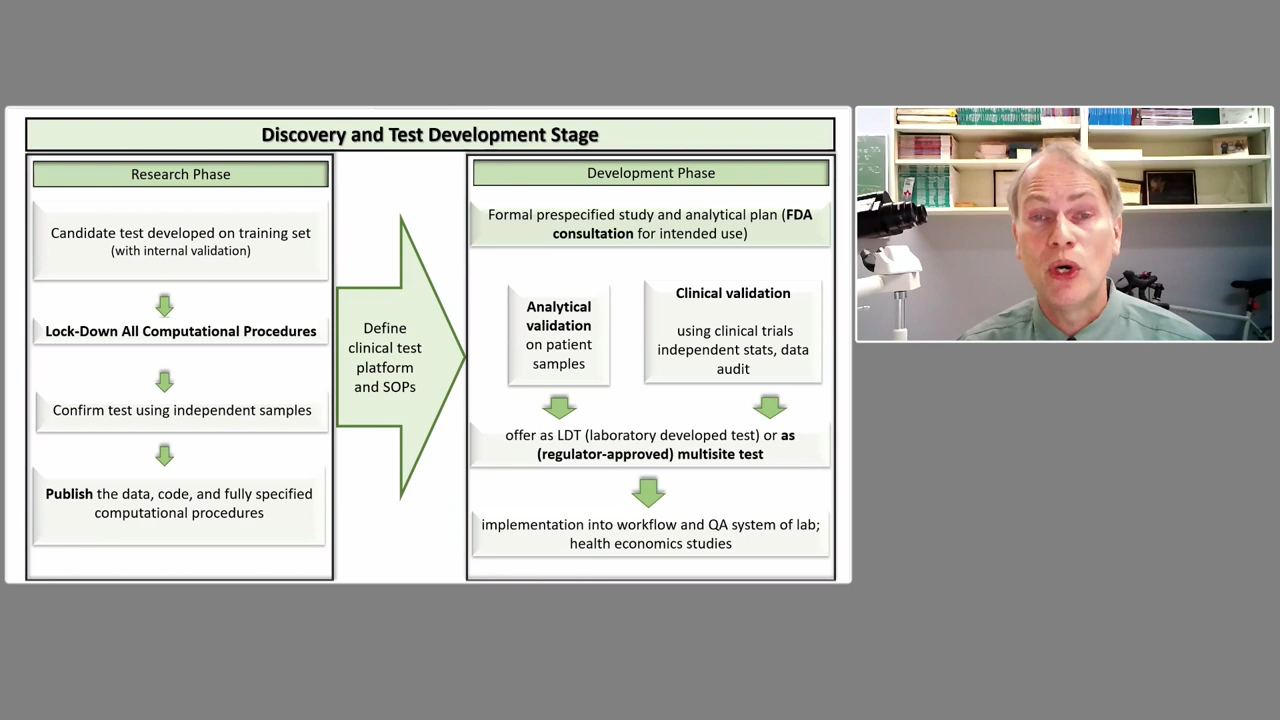 Discovery and Test Development Stage
Research Phase
Candidate test developed on training set
(with internal validation)
Lock-Down All Computational Procedures
Confirm test using independent samples
Publish the data, code, and fully specified
computational procedures
Define
clinical test
platform
and SOPs
Development Phase
Formal prespecified study and analytical plan (FDA
consultation for intended use)
Analytical
validation
on patient
samples
Clinical validation
using clinical trials
independent stats, data
audit
offer as LDT (laboratory developed test) or as
(regulator-approved) multisite test
implementation into workflow and QA system of lab;
health economics studies